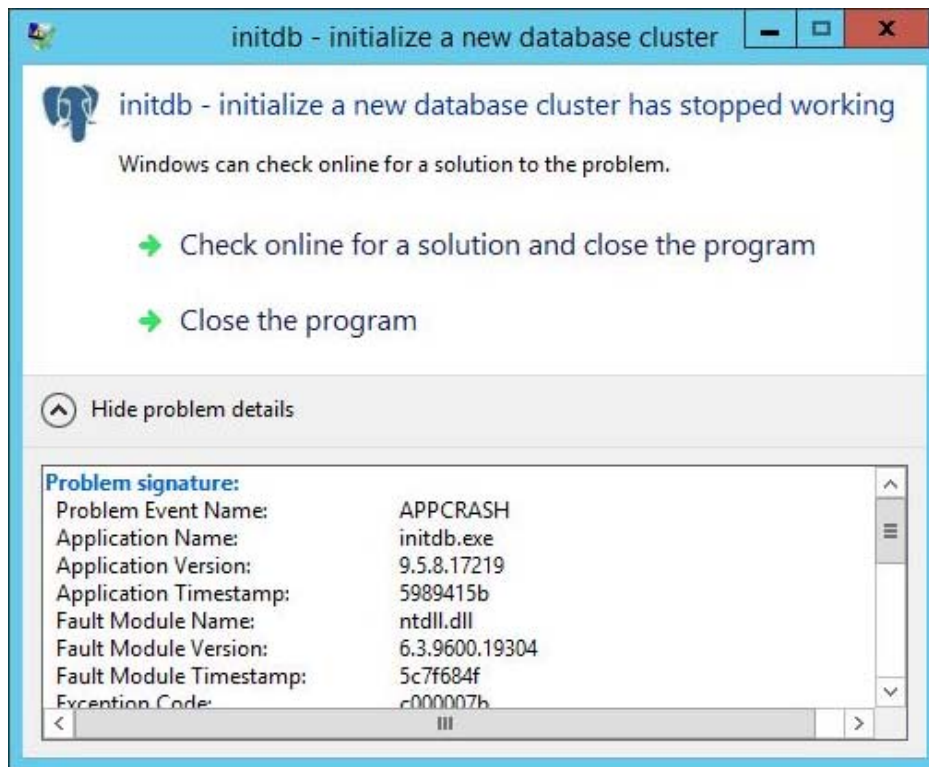 initdb - initialize a new database cluster
initdb - initialize a new database cluster has stopped working
Windows can check online for a solution to the problem.
Check online for a solution and close the program
Close the program
Hide problem details
Problem signature:
Problem Event Name: APPCRASH
Application Name: initdb.exe
Application Version: 9.5.8.17219
Application Timestamp: 5989415b
Fault Module Name: ntdll.dll
Fault Module Version: 6.3.9600.19304
Fault Module Timestamp: 5c7f684f
Exception Code: c000007b